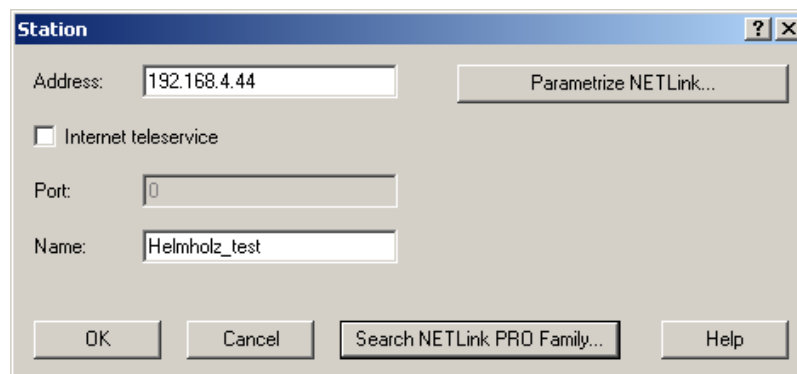 Station
Address: 192.168.4.44 Parametrize NETLink...
Internet teleservice
Port: 0
Name: Helmholz_test
OK Cancel Search NETLink PRO Family... Help